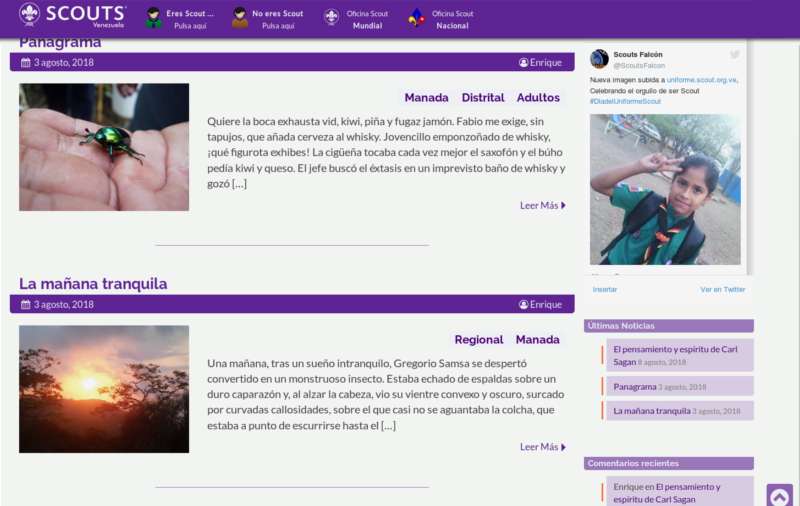 SCOUTS
Venezuela
Eres Scout ...
Pulsa aquí
No eres Scout
Pulsa aquí
Oficina Scout
Mundial
Oficina Scout
Nacional
Panagrama
3 agosto, 2018
Enrique
Manada Distrital Adultos
Quiere la boca exhausta vid, kiwi, piña y fugaz jamón. Fabio me exige, sin
tapujos, que añada cerveza al whisky. Jovencillo emponzoñado de whisky,
¡qué figurota exhibes! La cigüeña tocaba cada vez mejor el saxofón y el búho
pedía kiwi y queso. El jefe buscó el éxtasis en un imprevisto baño de whisky y
gozó […]
Leer Más
La mañana tranquila
3 agosto, 2018
Enrique
Regional Manada
Una mañana, tras un sueño intranquilo, Gregorio Samsa se despertó
convertido en un monstruoso insecto. Estaba echado de espaldas sobre un
duro caparazón y, al alzar la cabeza, vio su vientre convexo y oscuro, surcado
por curvadas callosidades, sobre el que casi no se aguantaba la colcha, que
estaba a punto de escurrirse hasta el […]
Leer Más
Scouts Falcón
@ScoutsFalcon
Nueva imagen subida a uniforme.scout.org.ve,
Celebrando el orgullo de ser Scout
#DiadelUniformeScout
Insertar
Ver en Twitter
Últimas Noticias
El pensamiento y espíritu de Carl
Sagan 8 agosto, 2018
Panagrama 3 agosto, 2018
La mañana tranquila 3 agosto, 2018
Comentarios recientes
Enrique en El pensamiento y
espíritu de Carl Sagan